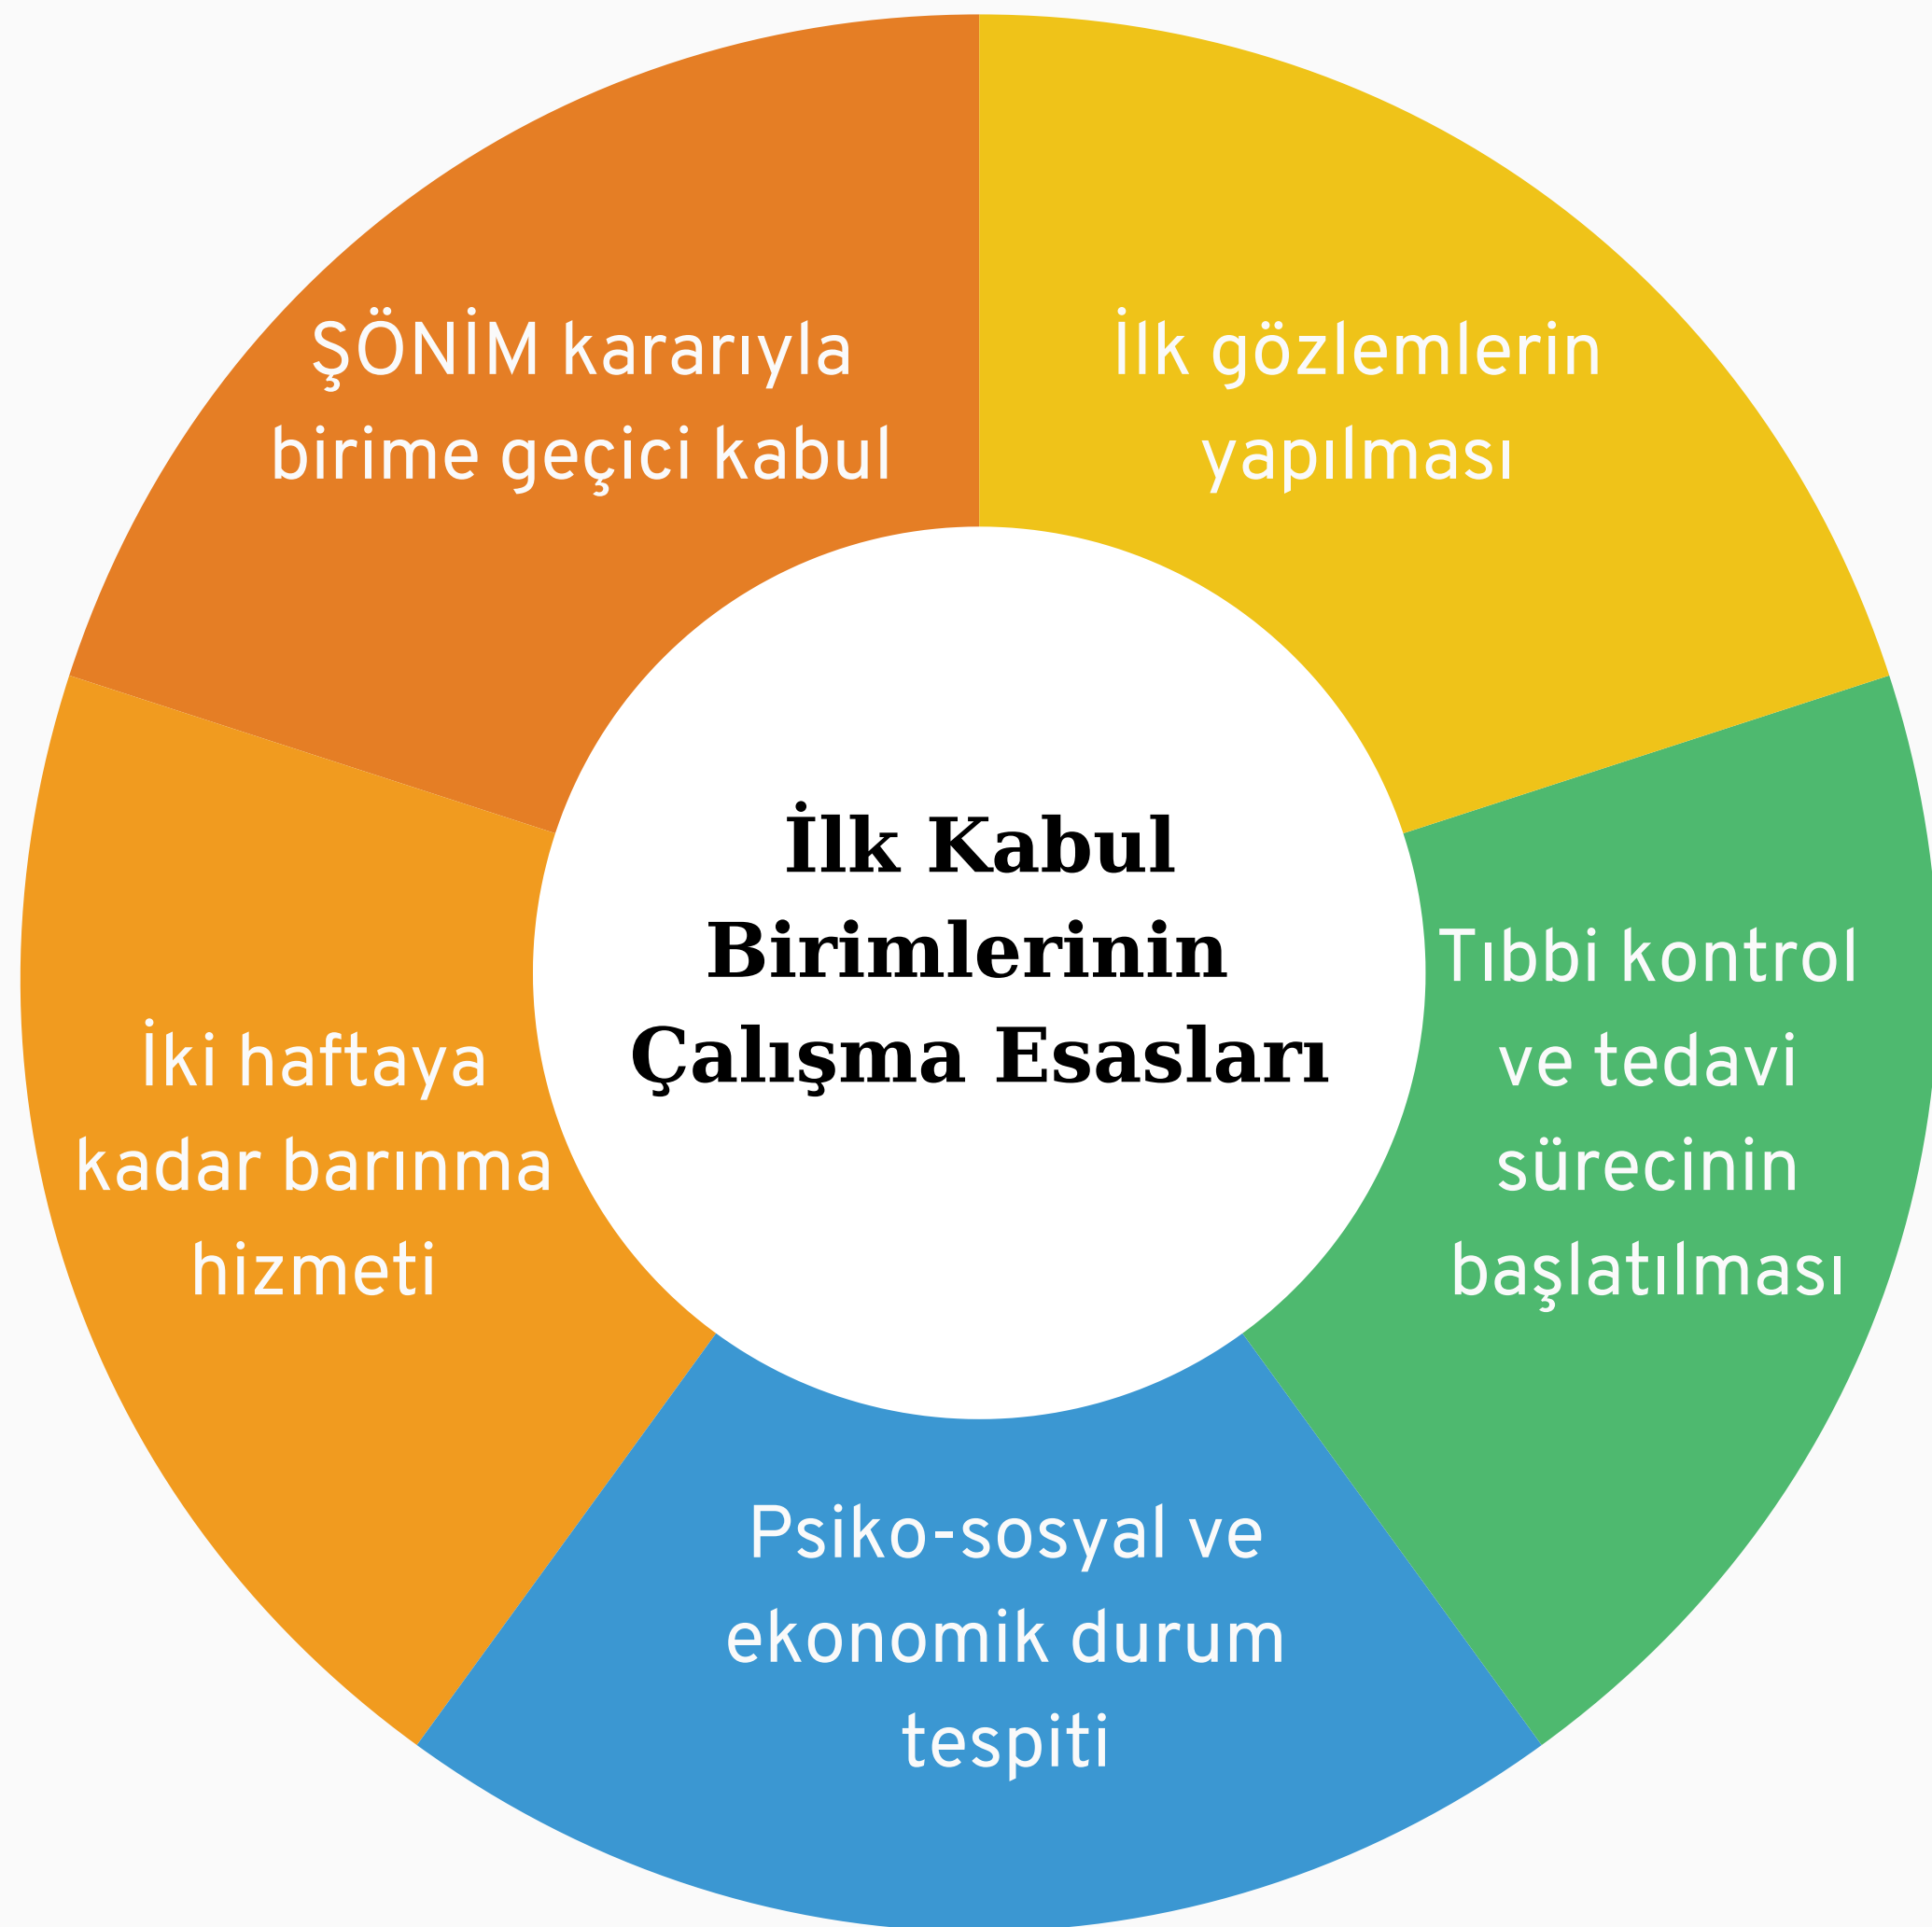 ŞÖNİM kararıyla
birime geçici kabul
İlk gözlemlerin
yapılması
Tıbbi kontrol
ve tedavi
sürecinin
başlatılması
Psiko-sosyal ve
ekonomik durum
tespiti
İki haftaya
kadar barınma
hizmeti
İlk Kabul
Birimlerinin
Çalışma Esasları